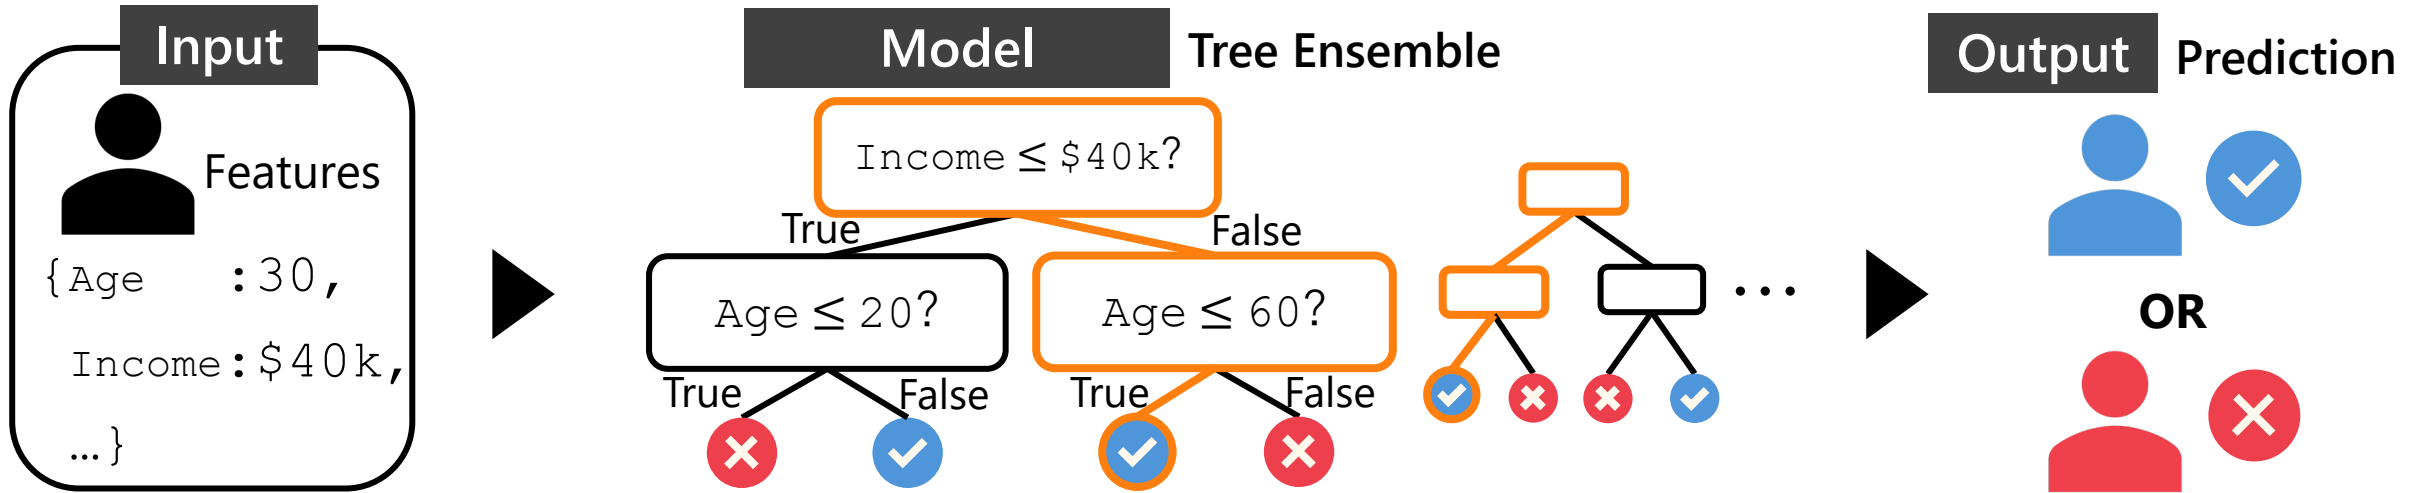 Input
Features
{Age :30,
Income:$40k,
…}
Model Tree Ensemble
Income ≤ $40k?
True False
Age ≤ 20? Age ≤ 60? ...
True False True False
Output Prediction
OR